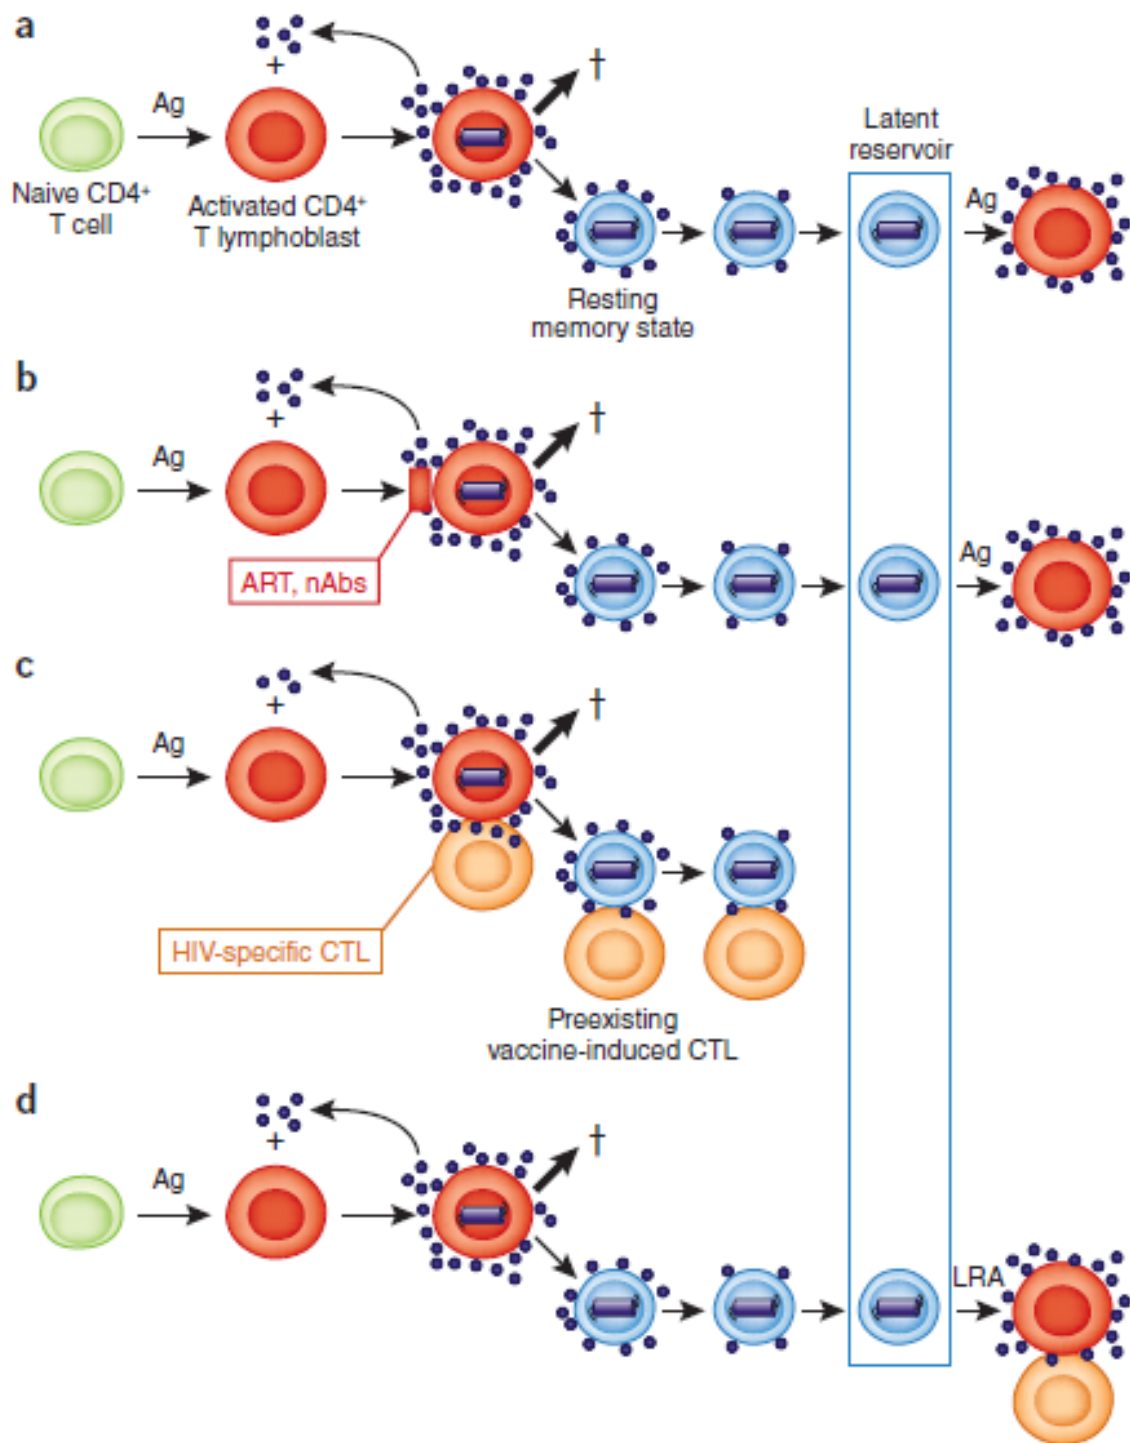 a
+
†
Ag
Naive CD4⁺
T cell
Activated CD4⁺
T lymphoblast
Resting
memory state
Latent
reservoir
Ag
b
+
†
Ag
ART, nAbs
Ag
c
+
†
Ag
HIV-specific CTL
Preexisting
vaccine-induced CTL
d
+
†
Ag
LRA